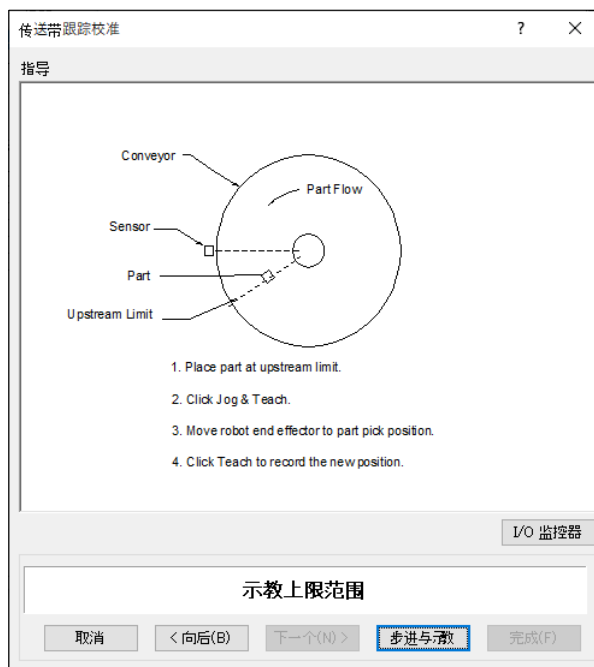 传送带跟踪校准
?
×
指导
Conveyor
Part Flow
Sensor
Part
Upstream Limit
1. Place part at upstream limit.
2. Click Jog & Teach.
3. Move robot end effector to part pick position.
4. Click Teach to record the new position.
I/O 监控器
示教上限范围
取消
< 向后(B)
下一个(N) >
步进与示教
完成(F)